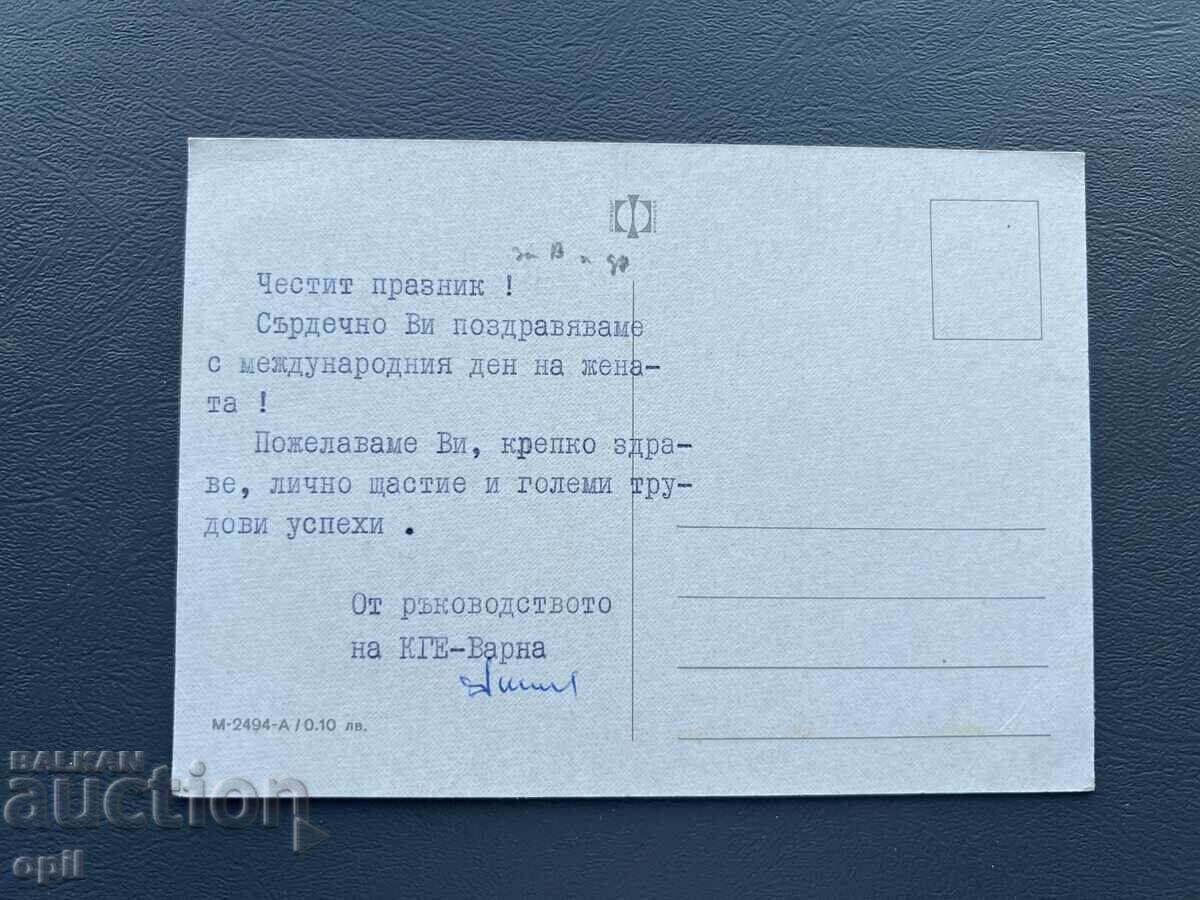 Честит празник !
Сърдечно Ви поздравяваме
с международния ден на жена-
та !
Пожелаваме Ви, крепко здра-
ве, лично щастие и големи тру-
дови успехи .
От ръководството
на КГЕ-Варна
М-2494-А / 0.10 лв.
BALKAN
auction
opil